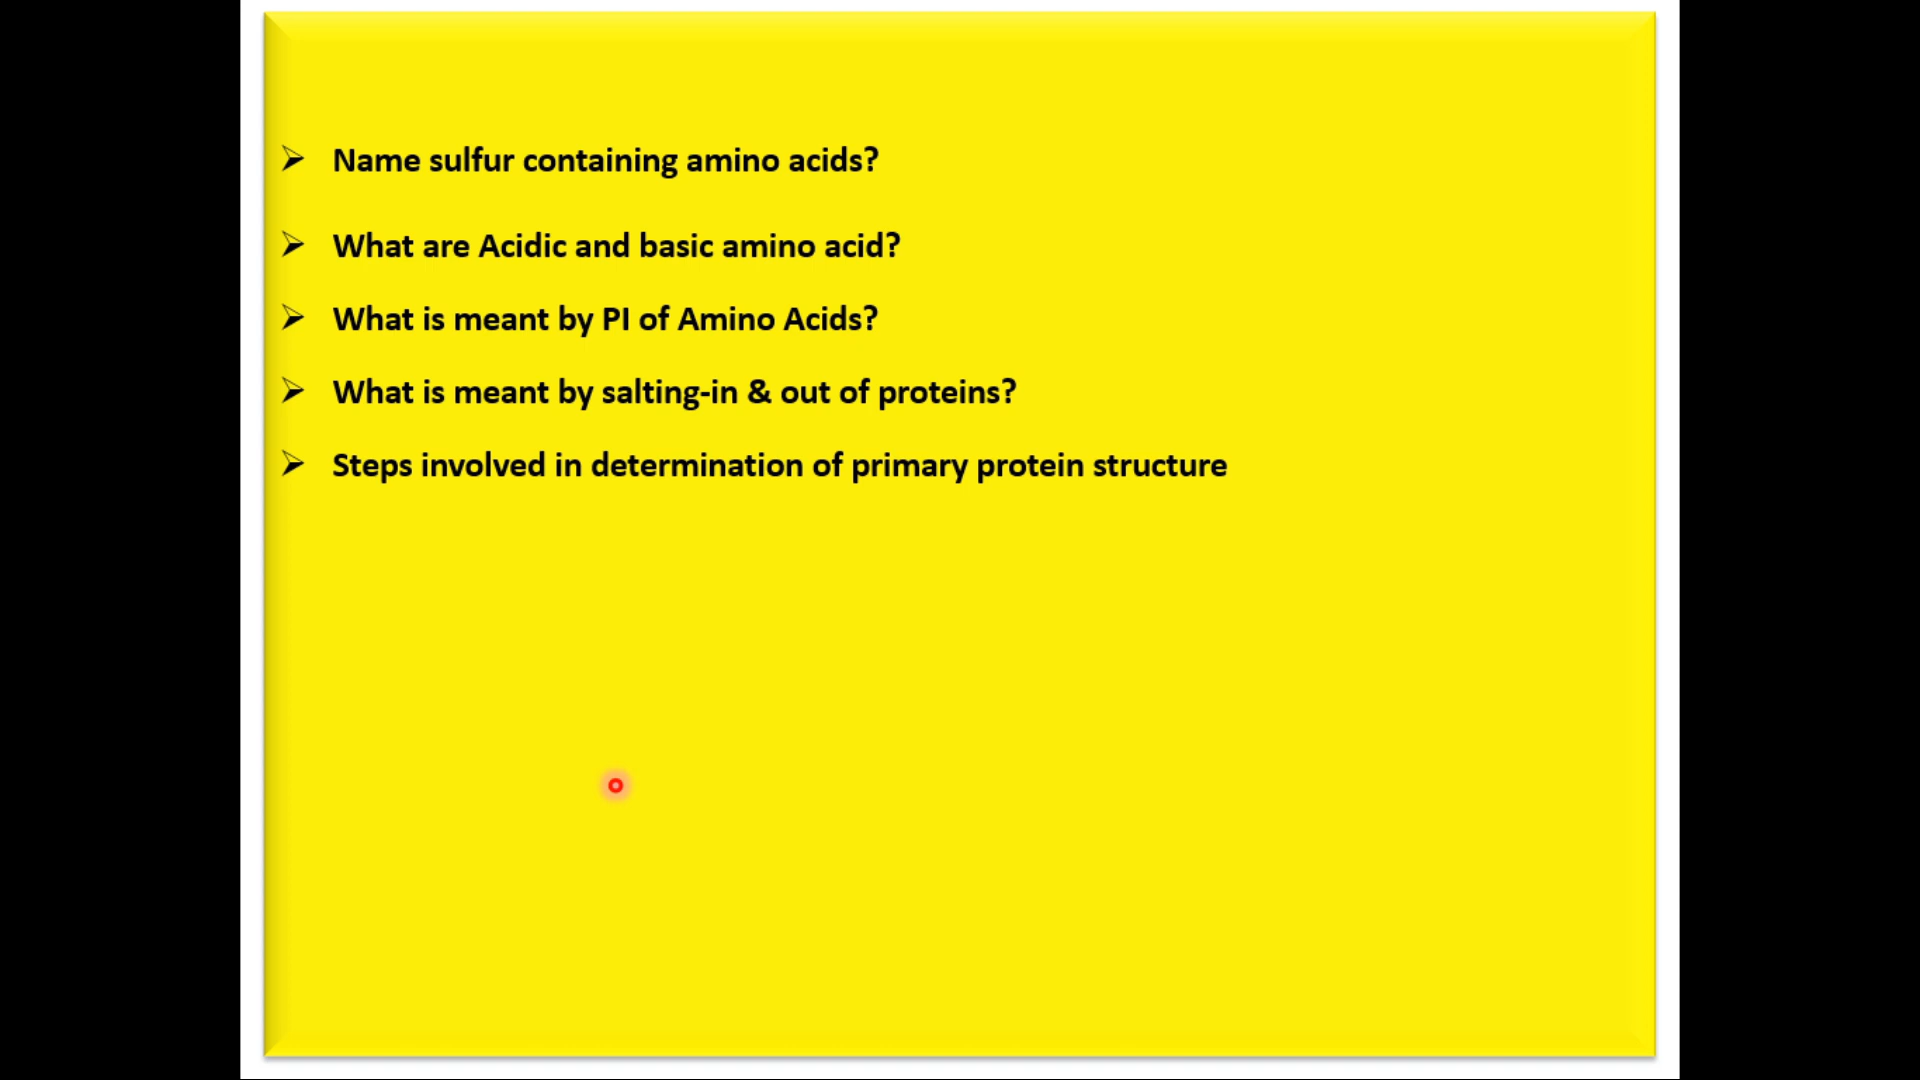 Name sulfur containing amino acids?
What are Acidic and basic amino acid?
What is meant by PI of Amino Acids?
What is meant by salting-in & out of proteins?
Steps involved in determination of primary protein structure